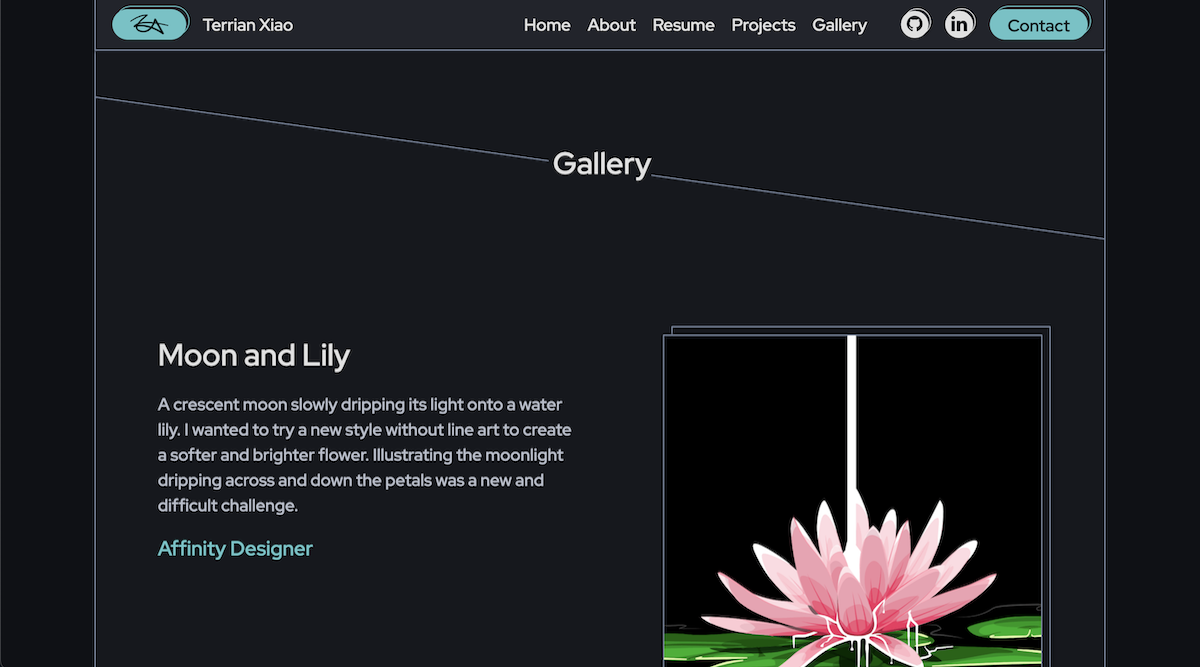 Terrian Xiao
Home About Resume Projects Gallery in Contact
Gallery
Moon and Lily
A crescent moon slowly dripping its light onto a water
lily. I wanted to try a new style without line art to create
a softer and brighter flower. Illustrating the moonlight
dripping across and down the petals was a new and
difficult challenge.
Affinity Designer